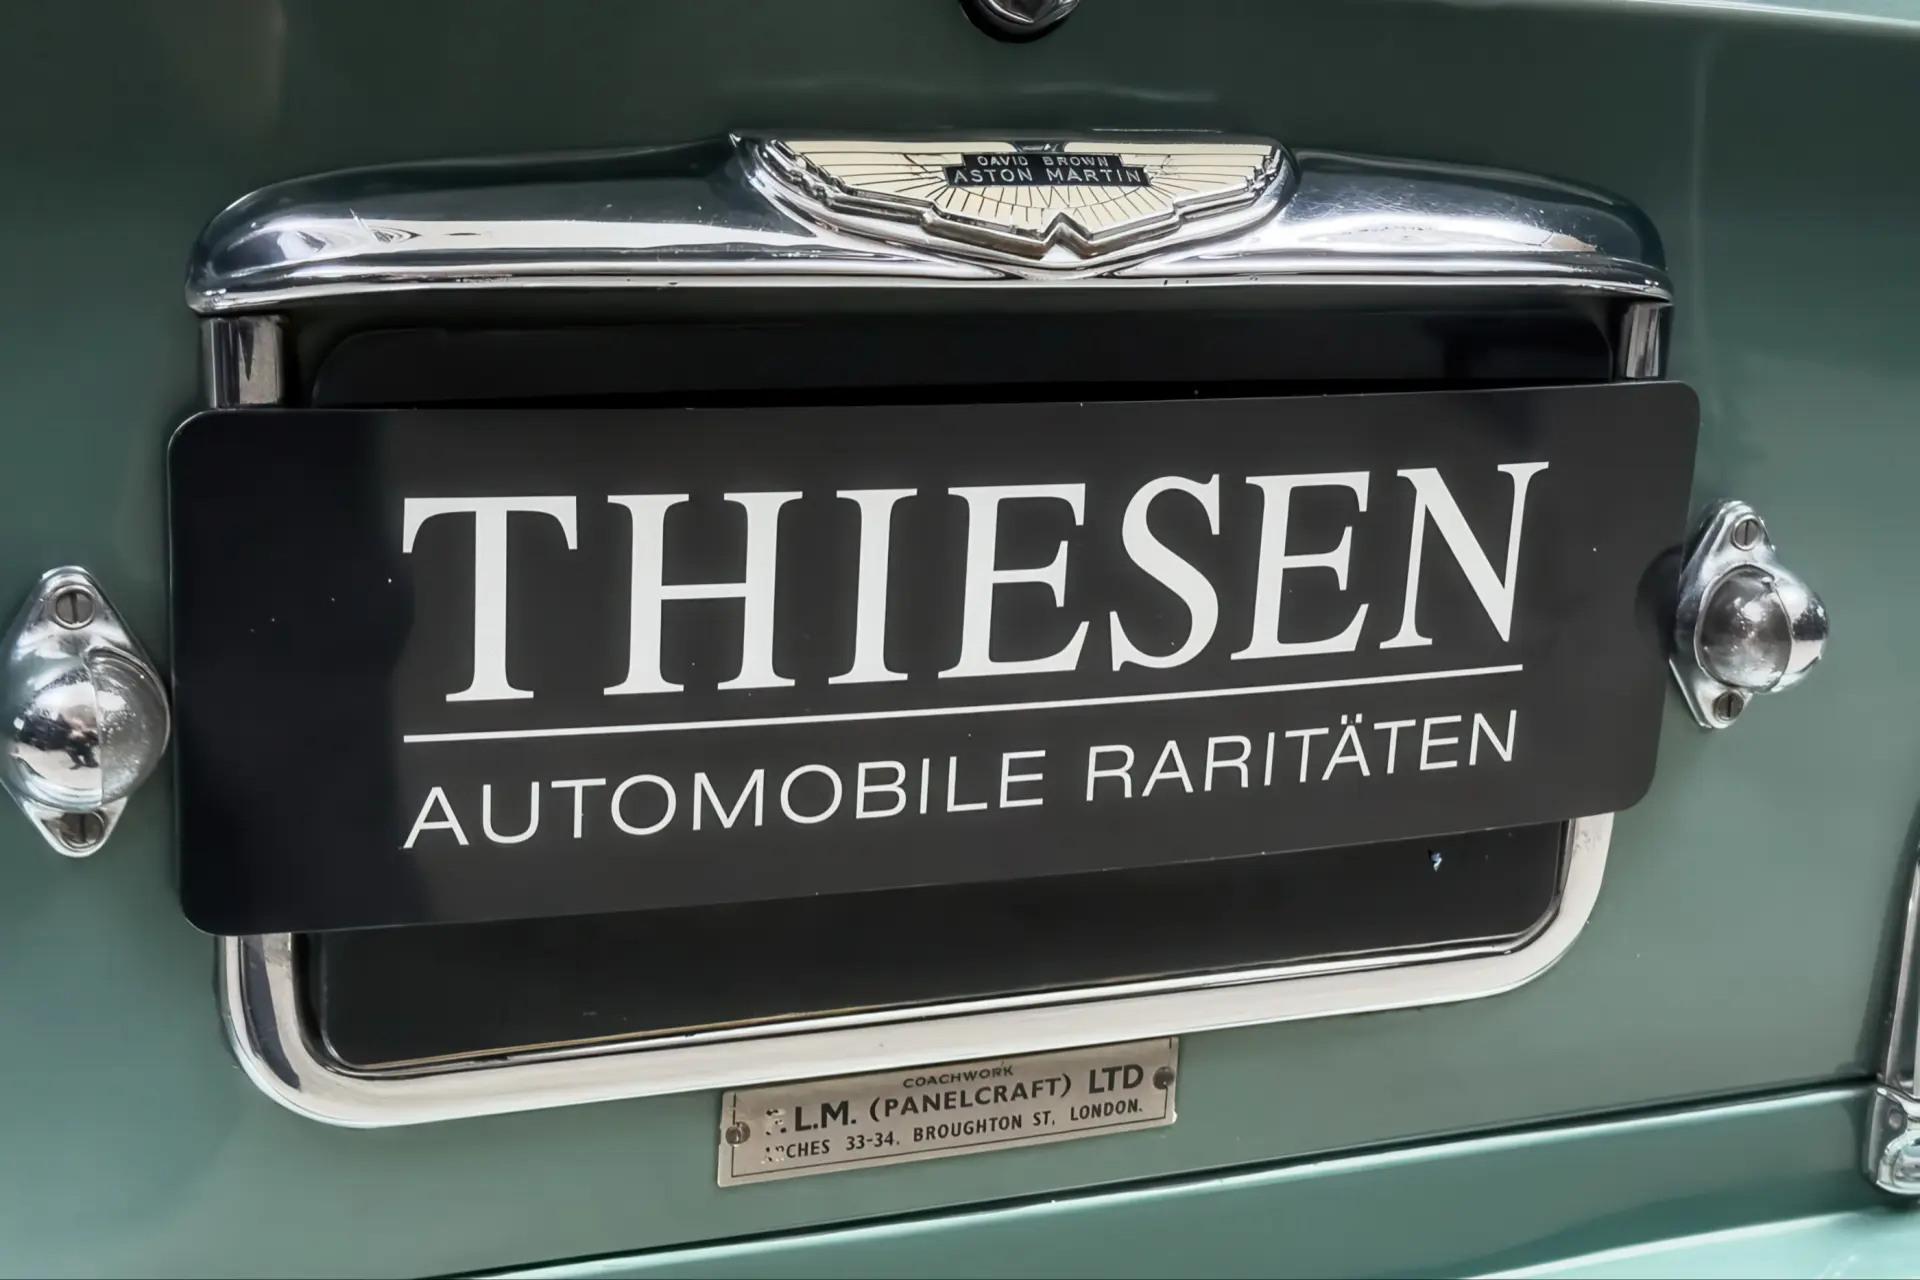 DAVID BROWN
ASTON MARTIN
THIESEN
AUTOMOBILE RARITÄTEN
COACHWORK
L.M. (PANELCRAFT) LTD
33-34, BROUGHTON ST, LONDON.